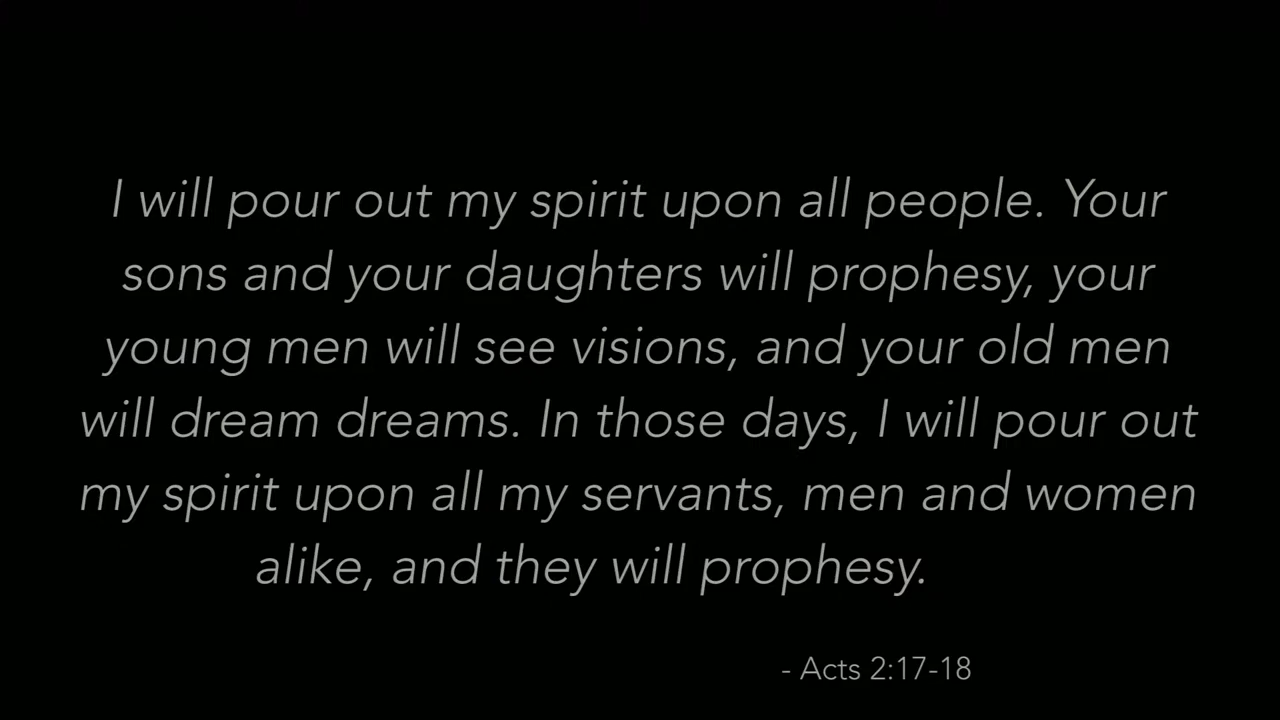 I will pour out my spirit upon all people. Your
sons and your daughters will prophesy, your
young men will see visions, and your old men
will dream dreams. In those days, I will pour out
my spirit upon all my servants, men and women
alike, and they will prophesy.
- Acts 2:17-18